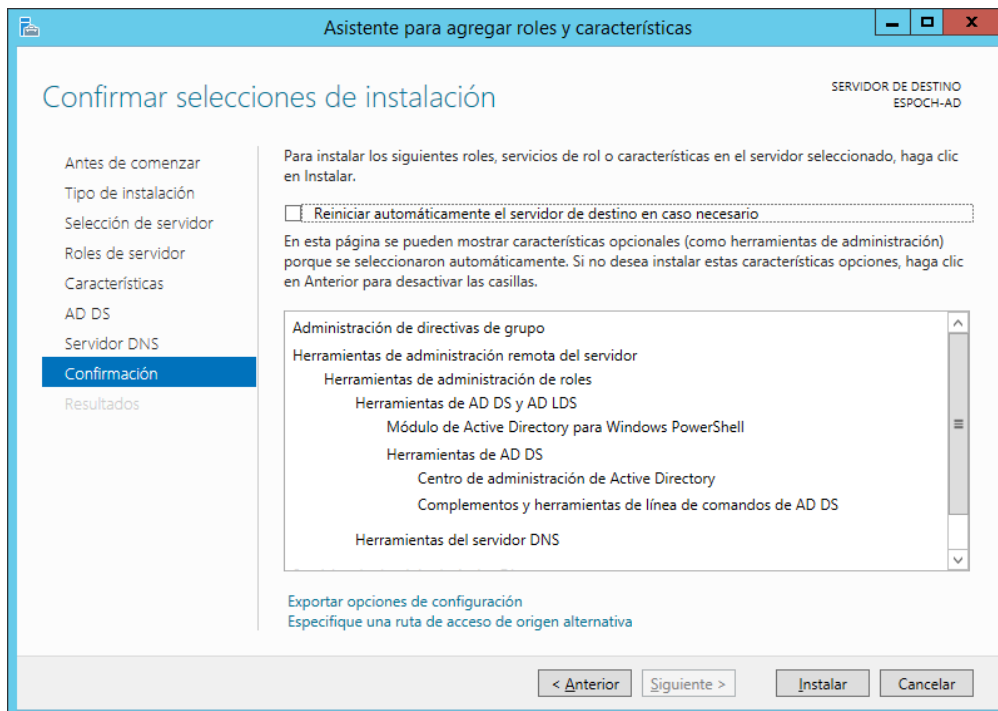 Asistente para agregar roles y características
Confirmar selecciones de instalación
SERVIDOR DE DESTINO
ESPOCH-AD
Antes de comenzar
Tipo de instalación
Selección de servidor
Roles de servidor
Características
AD DS
Servidor DNS
Confirmación
Resultados
Para instalar los siguientes roles, servicios de rol o características en el servidor seleccionado, haga clic
en Instalar.
Reiniciar automáticamente el servidor de destino en caso necesario
En esta página se pueden mostrar características opcionales (como herramientas de administración)
porque se seleccionaron automáticamente. Si no desea instalar estas características opciones, haga clic
en Anterior para desactivar las casillas.
Administración de directivas de grupo
Herramientas de administración remota del servidor
Herramientas de administración de roles
Herramientas de AD DS y AD LDS
Módulo de Active Directory para Windows PowerShell
Herramientas de AD DS
Centro de administración de Active Directory
Complementos y herramientas de línea de comandos de AD DS
Herramientas del servidor DNS
Exportar opciones de configuración
Especifique una ruta de acceso de origen alternativa
< Anterior
Siguiente >
Instalar
Cancelar